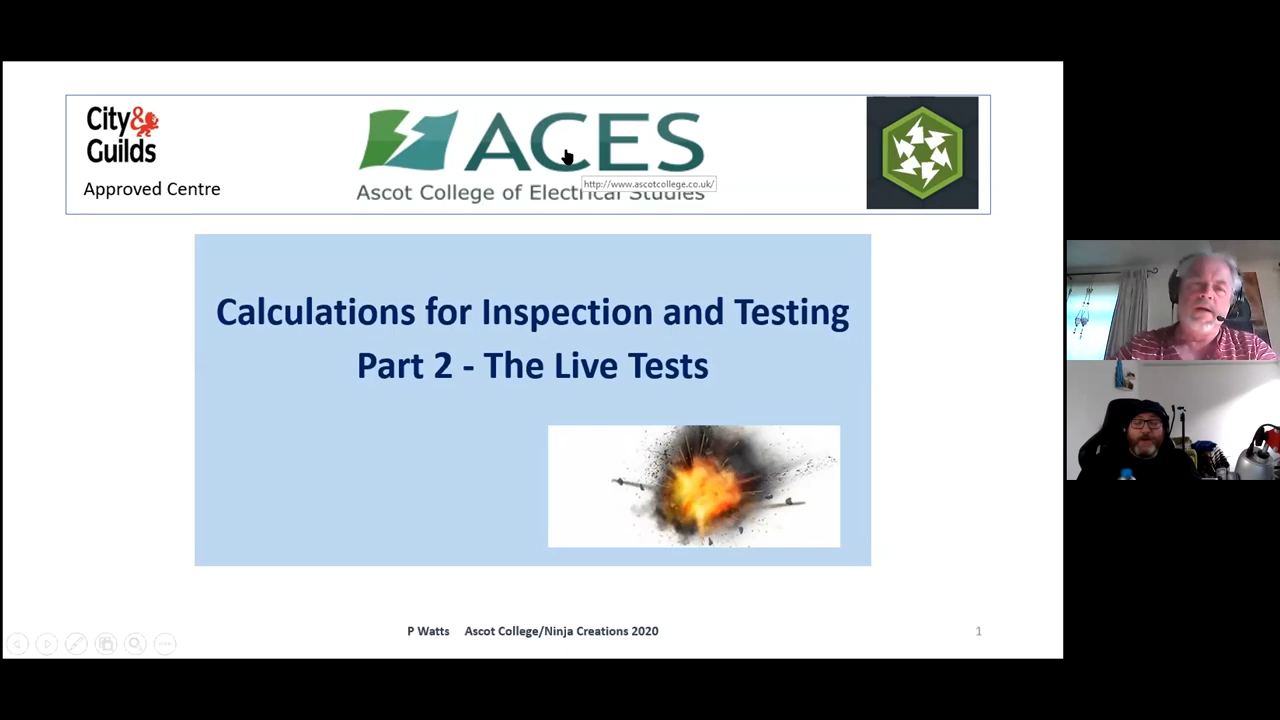 City&
Guilds
Approved Centre
ACES
http://www.ascotcollege.co.uk/
Ascot College of Electrical Studies
Calculations for Inspection and Testing
Part 2 - The Live Tests
P Watts Ascot College/Ninja Creations 2020
1